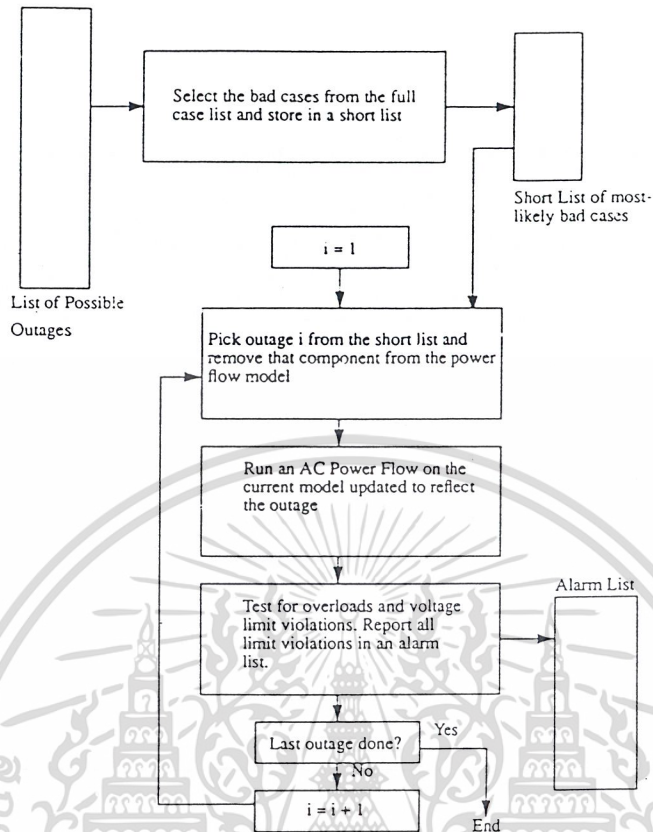 Select the bad cases from the full
case list and store in a short list
Short List of most-
likely bad cases
i = 1
List of Possible
Outages
Pick outage i from the short list and
remove that component from the power
flow model
Run an AC Power Flow on the
current model updated to reflect
the outage
Alarm List
Test for overloads and voltage
limit violations. Report all
limit violations in an alarm
list.
Last outage done?
Yes
No
i = i + 1
End